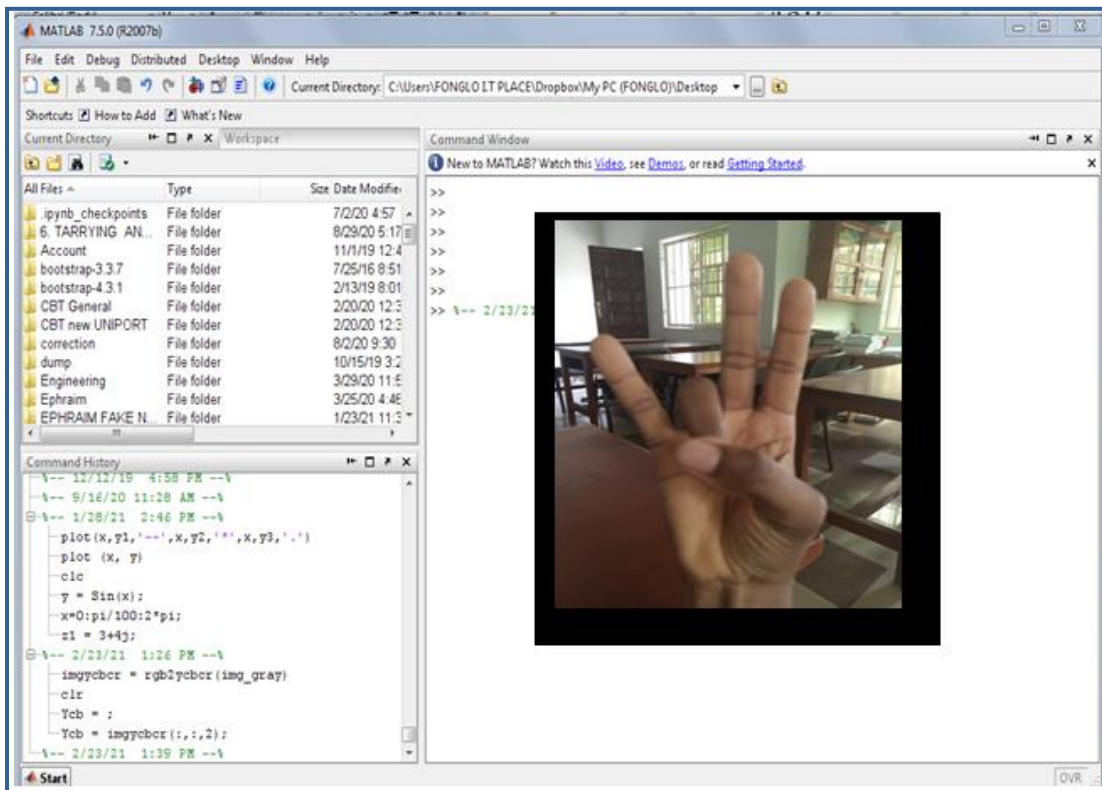 MATLAB 7.5.0 (R2007b)
File Edit Debug Distributed Desktop Window Help
Current Directory: C:\Users\FONGLO IT PLACE\Dropbox\My PC (FONGLO)\Desktop
Shortcuts How to Add What's New
Current Directory Workspace
All Files Type Size Date Modifie
.ipynb_checkpoints File folder 7/2/20 4:57
6. TARRYING AN... File folder 8/29/20 5:17
Account File folder 11/1/19 12:4
bootstrap-3.3.7 File folder 7/25/16 8:51
bootstrap-4.3.1 File folder 2/13/19 8:01
CBT General File folder 2/20/20 12:3
CBT new UNIPORT File folder 2/20/20 12:3
correction File folder 8/2/20 9:30
dump File folder 10/15/19 3:2
Engineering File folder 3/29/20 11:5
Ephraim File folder 3/25/20 4:46
EPHRAIM FAKE N... File folder 1/23/21 11:3
Command History
%-- 12/12/19 4:58 PM --%
%-- 9/16/20 11:28 AM --%
%-- 1/28/21 2:46 PM --%
plot(x,y1,'--',x,y2,'*',x,y3,'.')
plot (x, y)
clc
y = Sin(x);
x=0:pi/100:2*pi;
z1 = 3+4j;
%-- 2/23/21 1:26 PM --%
imgycbcr = rgb2ycbcr(img_gray)
clr
Ycb = ;
Ycb = imgycbcr(:,:,2);
%-- 2/23/21 1:39 PM --%
Command Window
New to MATLAB? Watch this Video, see Demos, or read Getting Started.
>>
>>
>>
>>
>>
>>
>> %-- 2/23/21
Start
OVR